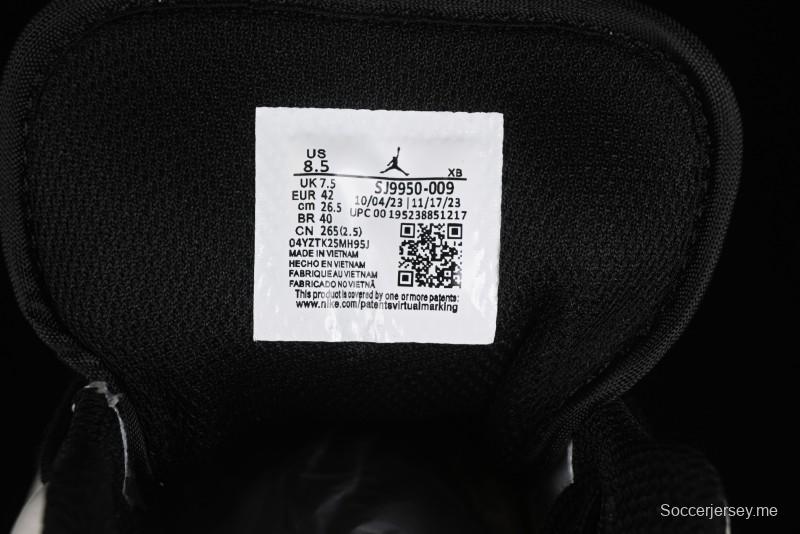 US
8.5
XB
UK 7.5
SJ9950-009
EUR 42
10/04/23 | 11/17/23
cm 26.5
UPC 00 195238851217
BR 40
CN 265(2.5)
04YZTK25MH95J
MADE IN VIETNAM
HECHO EN VIETNAM
FABRIQUE AU VIETNAM
FABRICADO NO VIETNÃ
This product is covered by one or more patents:
www.nike.com/patentsvirtualmarking
Soccerjersey.me